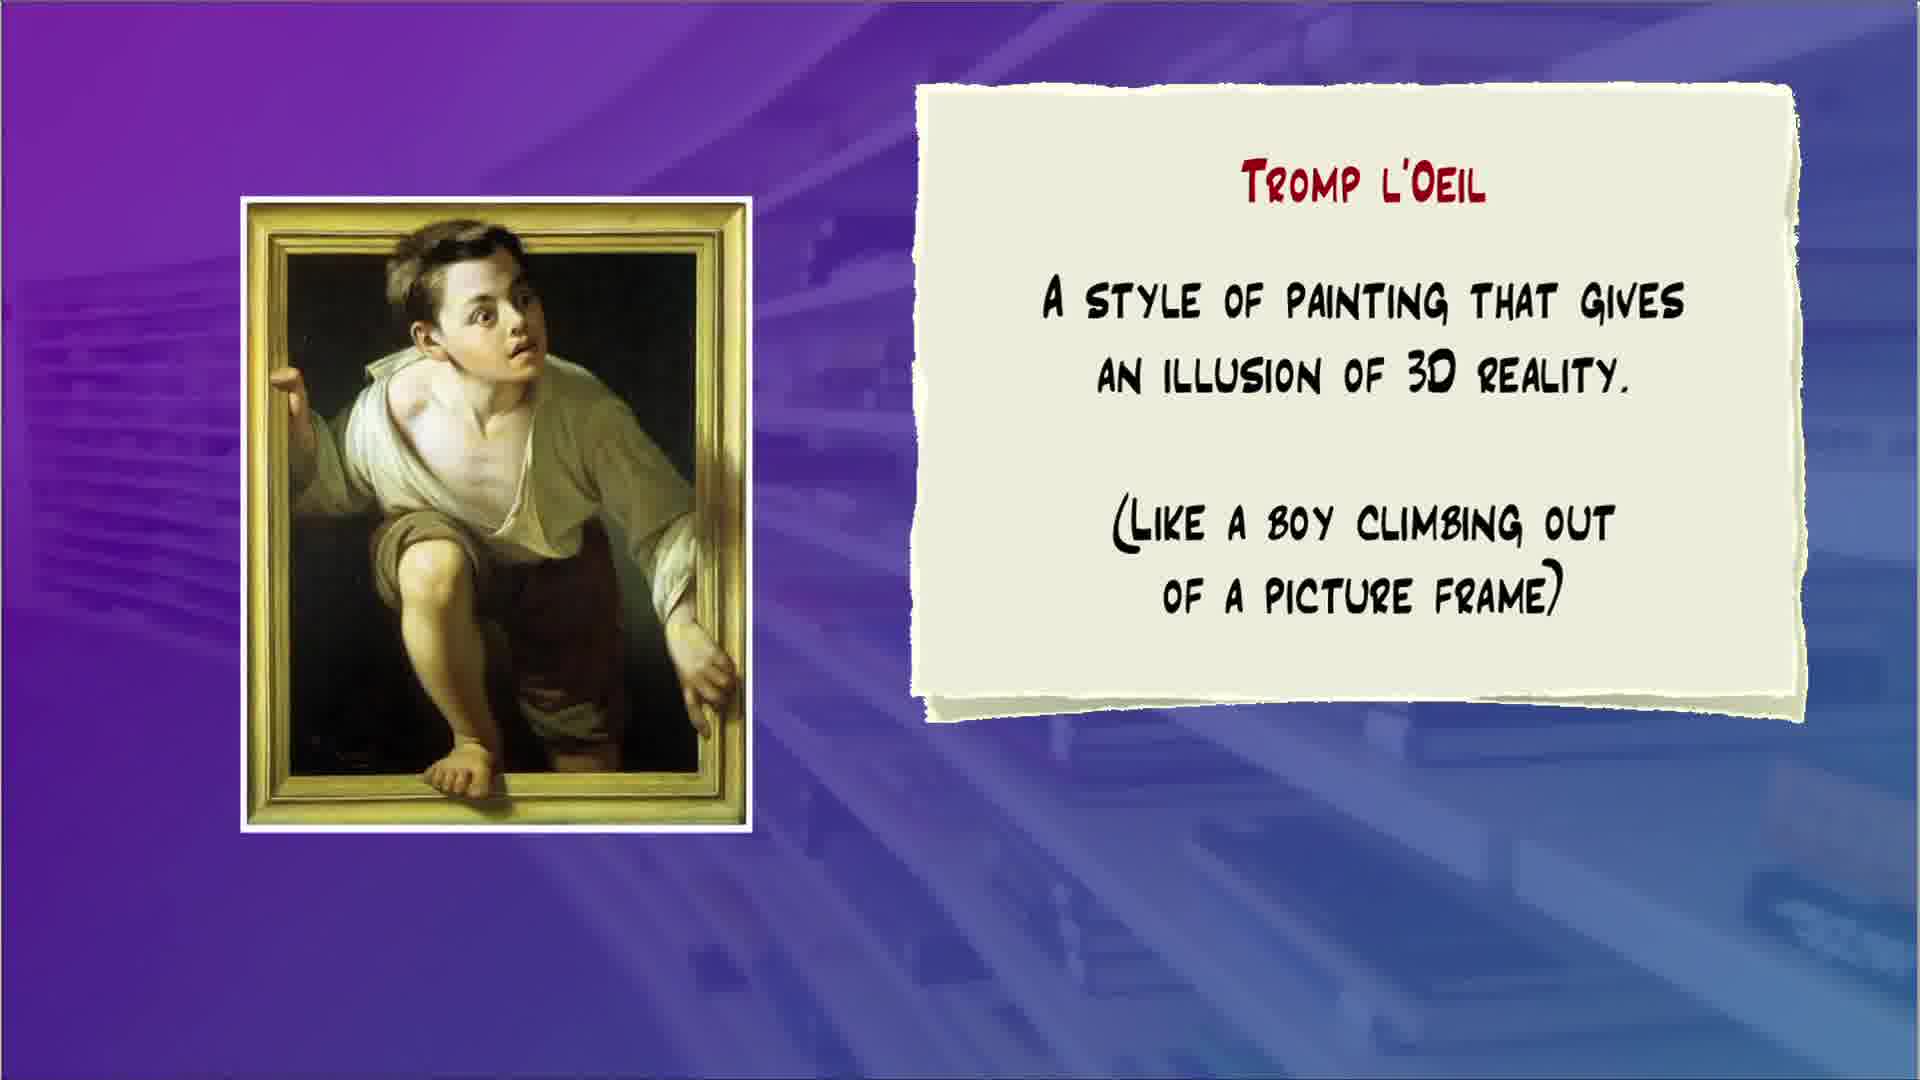 Tromp l'Oeil
A style of painting that gives
an illusion of 3D reality.
(Like a boy climbing out
of a picture frame)